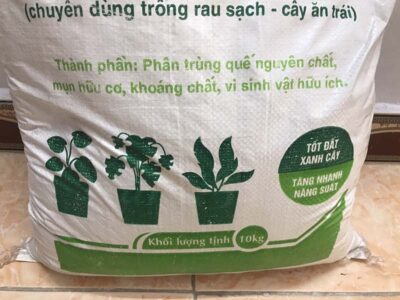 (chuyên dùng trồng rau sạch - cây ăn trái)
Thành phần: Phân trùng quế nguyên chất,
mụn hữu cơ, khoáng chất, vi sinh vật hữu ích.
TỐT ĐẤT
XANH CÂY
TĂNG NHANH
NĂNG SUẤT
Khối lượng tịnh 10kg